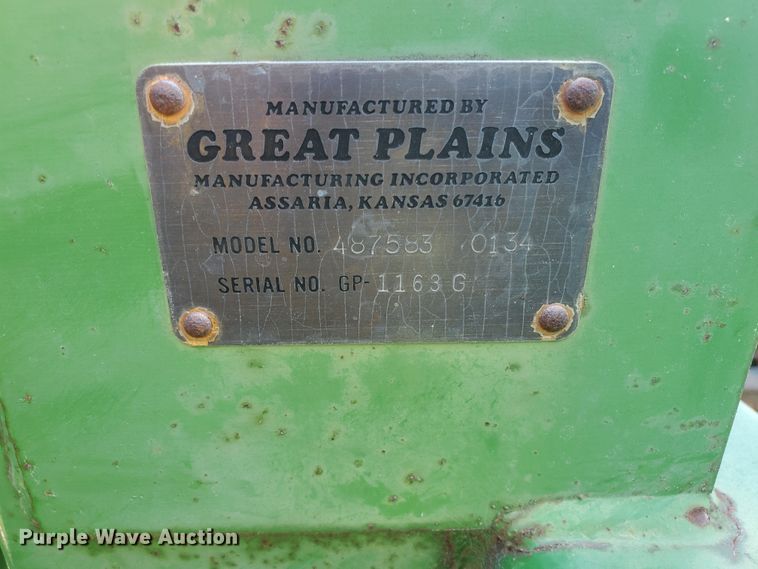 MANUFACTURED BY
GREAT PLAINS
MANUFACTURING INCORPORATED
ASSARIA, KANSAS 67416
MODEL NO. 487583 0134
SERIAL NO. GP-1163 G
Purple Wave Auction